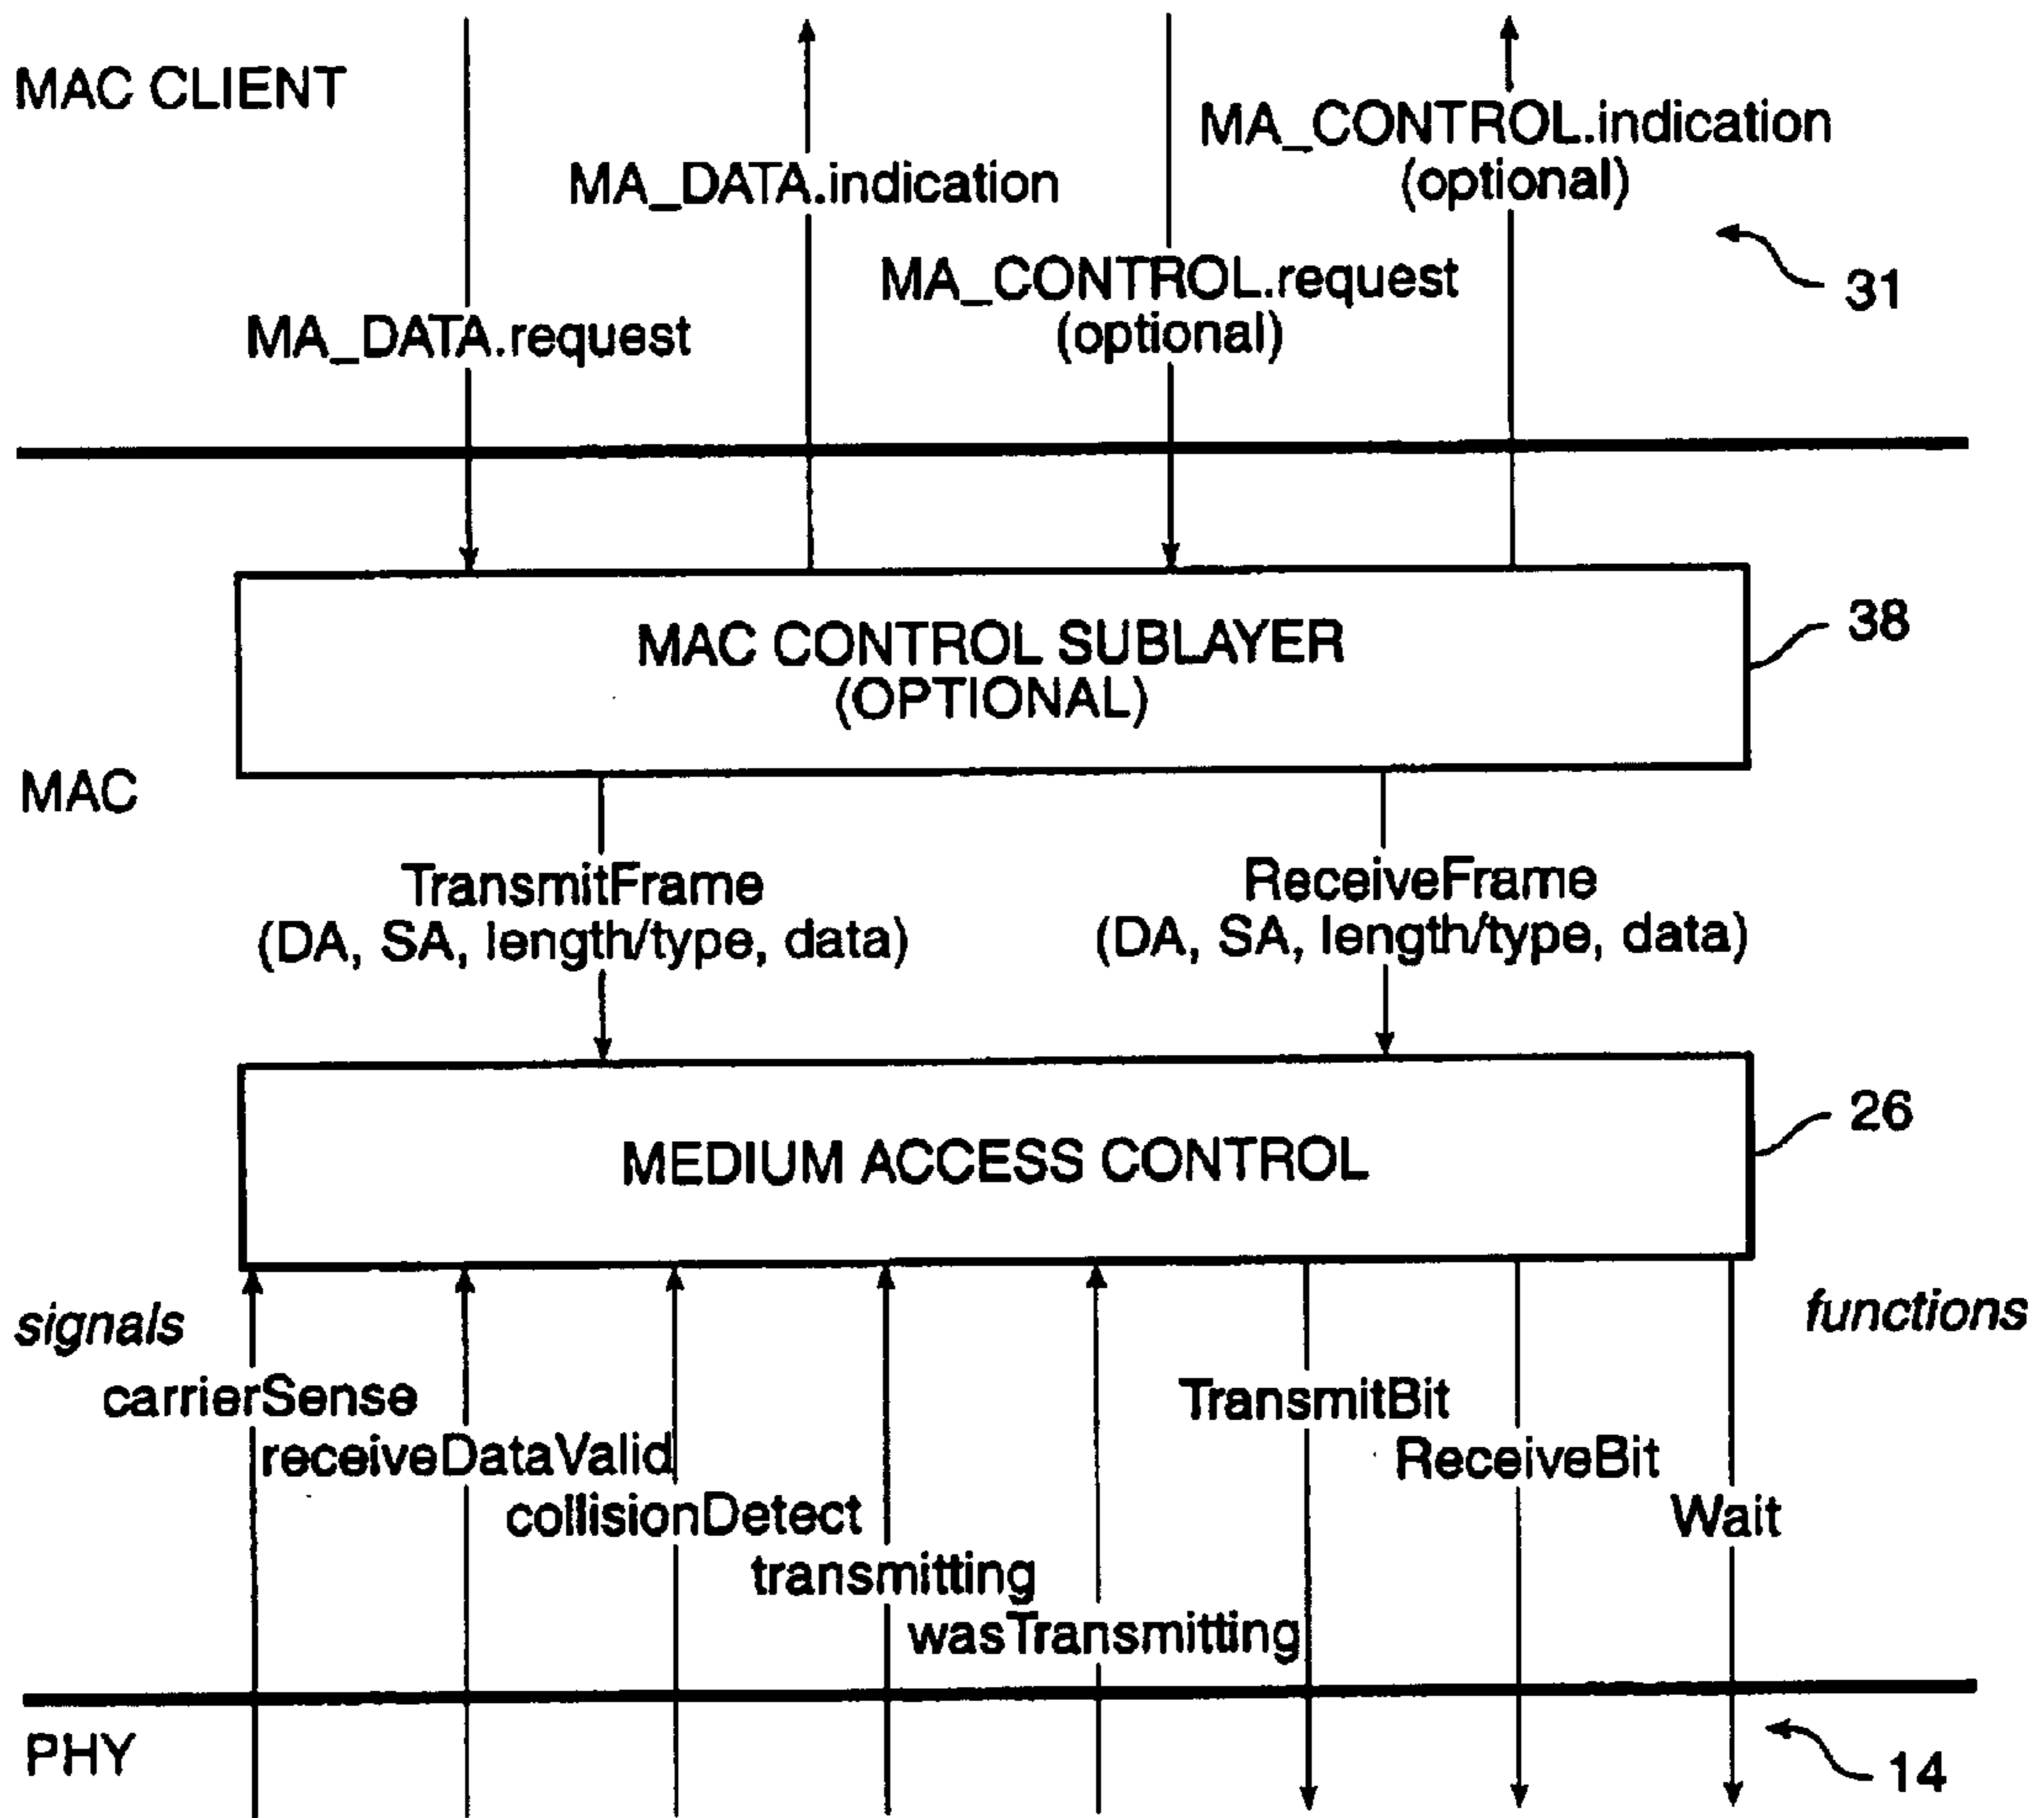 MAC CLIENT
MA_CONTROL.indication
(optional)
MA_DATA.indication
MA_CONTROL.request
(optional)
31
MA_DATA.request
MAC CONTROL SUBLAYER
(OPTIONAL)
38
MAC
TransmitFrame
(DA, SA, length/type, data)
ReceiveFrame
(DA, SA, length/type, data)
MEDIUM ACCESS CONTROL
26
signals
functions
carrierSense
TransmitBit
receiveDataValid
ReceiveBit
collisionDetect
Wait
transmitting
wasTransmitting
PHY
14